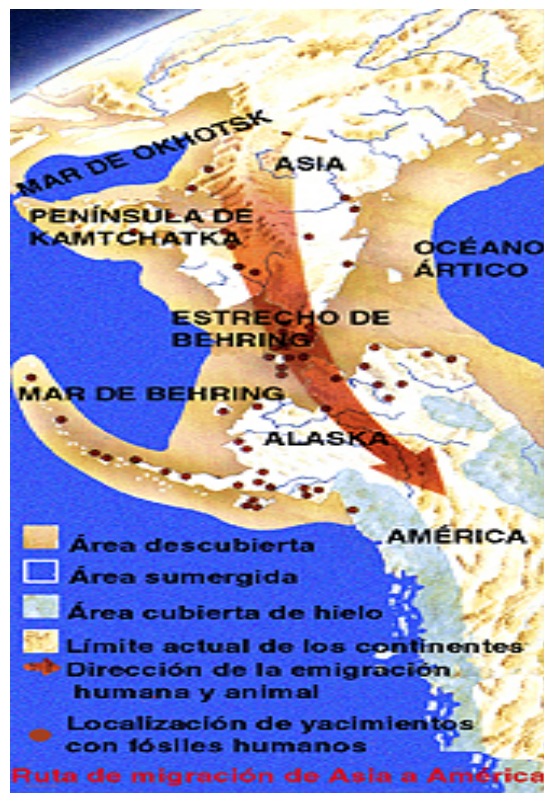 MAR DE OKHOTSK
ASIA
PENÍNSULA DE
KAMTCHATKA
OCÉANO
ÁRTICO
ESTRECHO DE
BEHRING
MAR DE BEHRING
ALASKA
AMÉRICA
Área descubierta
Área sumergida
Área cubierta de hielo
Límite actual de los continentes
Dirección de la emigración
humana y animal
Localización de yacimientos
con fósiles humanos
Ruta de migración de Asia a América